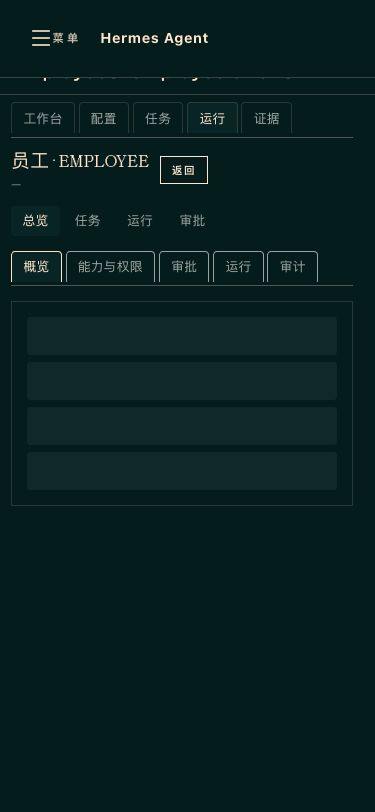 菜单 Hermes Agent
工作台 配置 任务 运行 证据
员工 · EMPLOYEE 返回
—
总览 任务 运行 审批
概览 能力与权限 审批 运行 审计